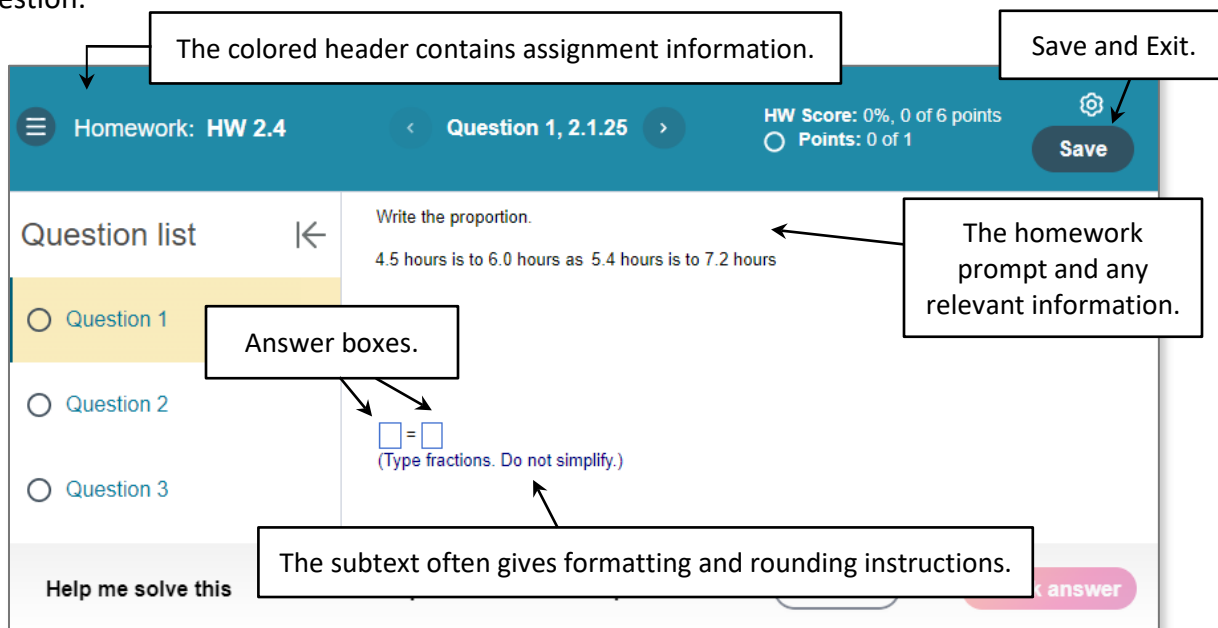 The colored header contains assignment information.
Save and Exit.
Homework: HW 2.4
Question 1, 2.1.25
HW Score: 0%, 0 of 6 points
Points: 0 of 1
Save
Question list
Write the proportion.
4.5 hours is to 6.0 hours as 5.4 hours is to 7.2 hours
The homework
prompt and any
relevant information.
Question 1
Answer boxes.
Question 2
=
(Type fractions. Do not simplify.)
Question 3
The subtext often gives formatting and rounding instructions.
Help me solve this
answer